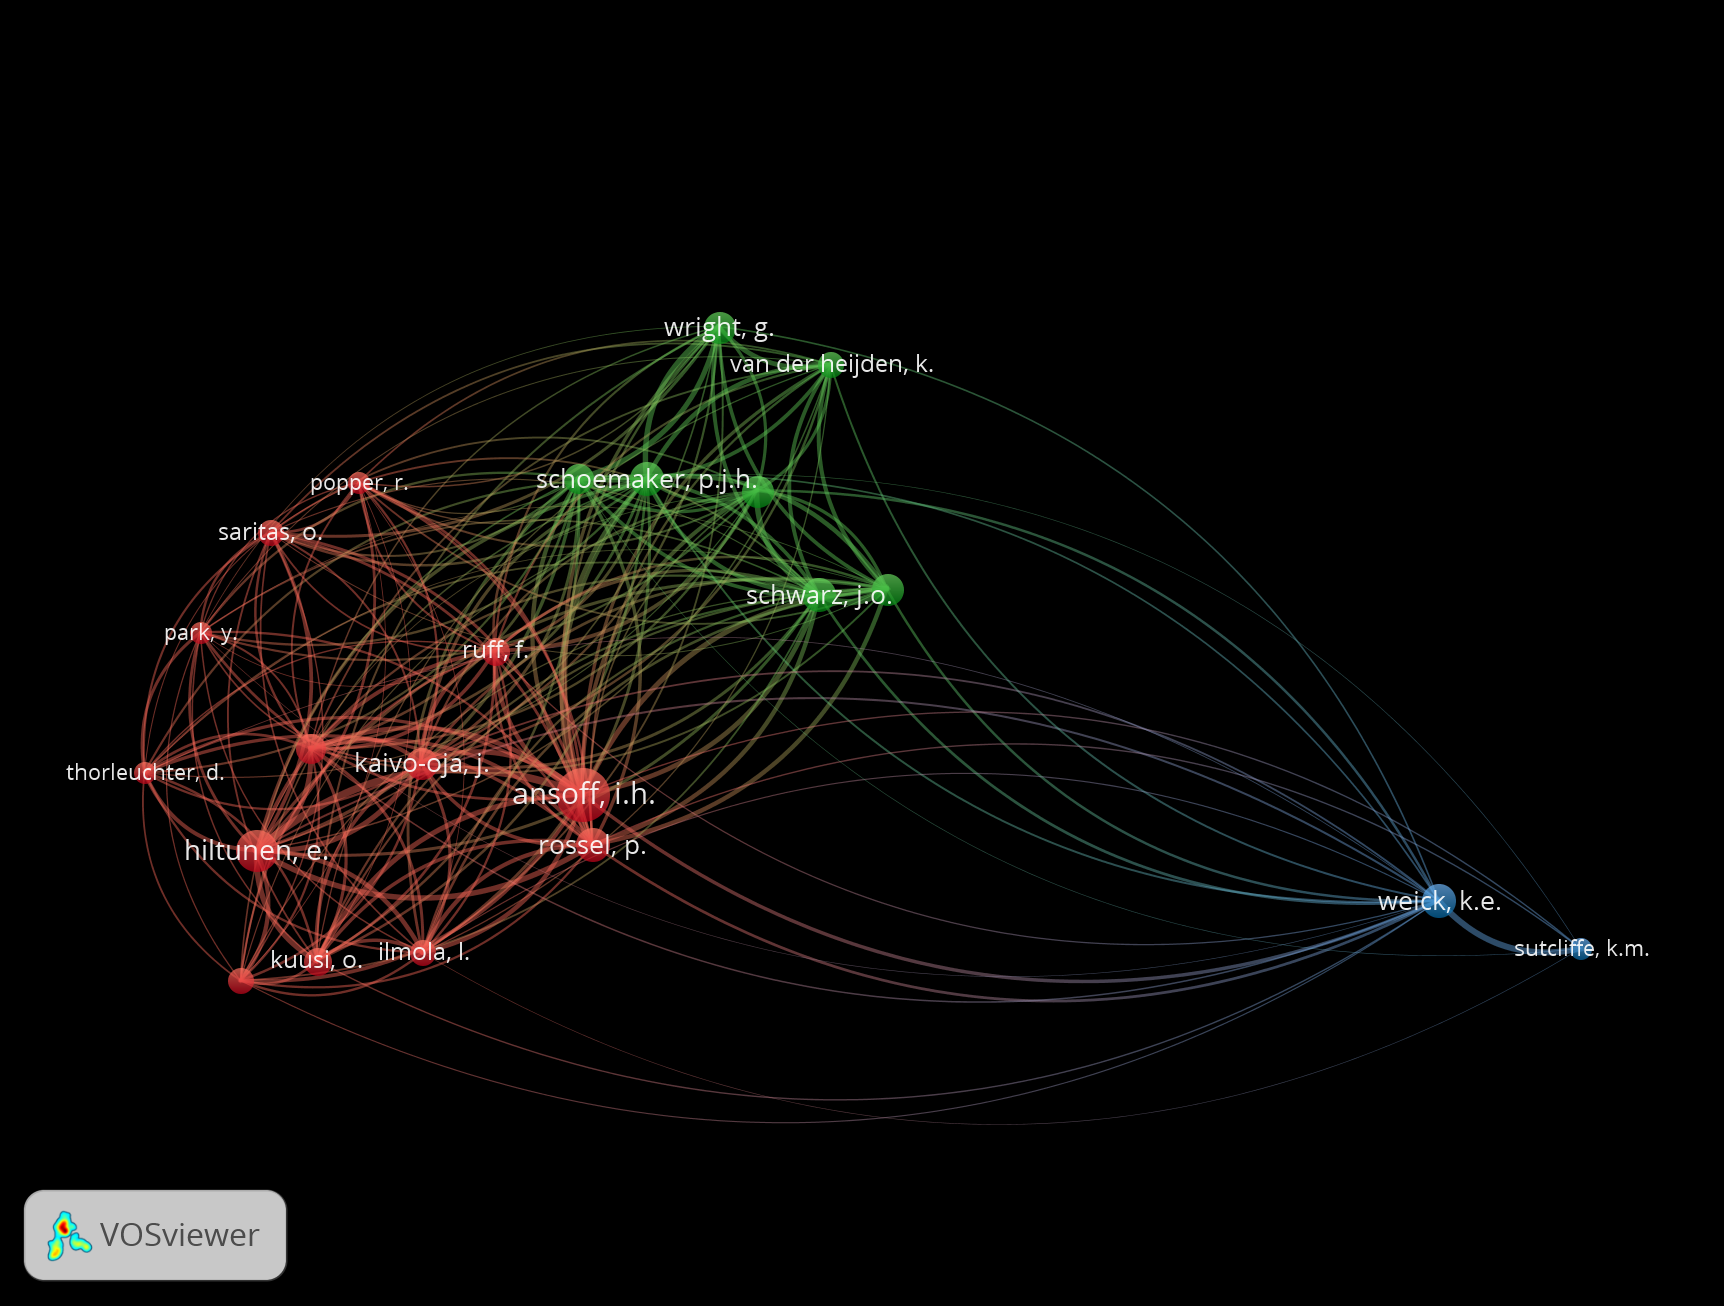 wright, g.
van der heijden, k.
schoemaker, p.j.h.
popper, r.
saritas, o.
schwarz, j.o.
park, y.
ruff, f.
kaivo-oja, j.
thorleuchter, d.
ansoff, i.h.
rossel, p.
hiltunen, e.
weick, k.e.
sutcliffe, k.m.
ilmola, l.
kuusi, o.
VOSviewer